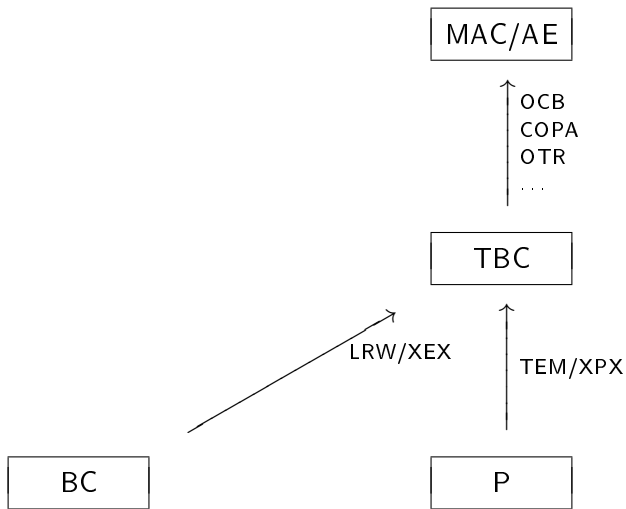 MAC/AE
OCB
COPA
OTR
...
TBC
LRW/XEX
TEM/XPX
BC
P